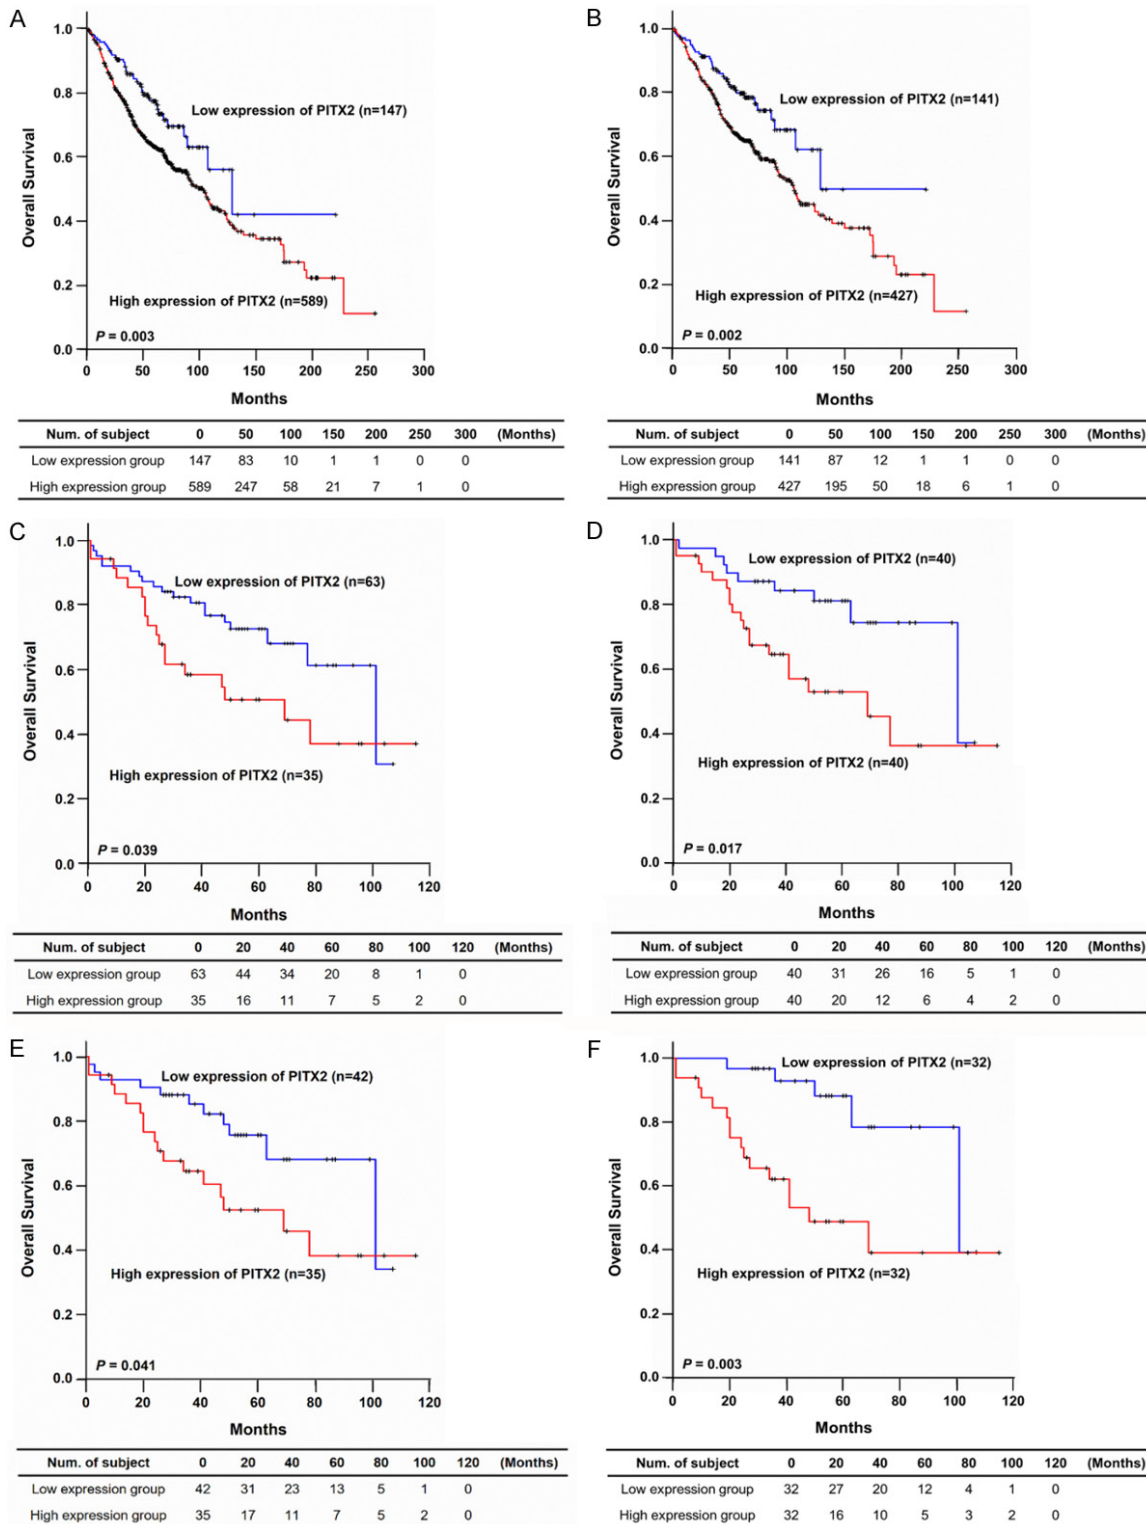 A
1.0
0.8
0.6
0.4
0.2
0.0
Overall Survival
Low expression of PITX2 (n=147)
High expression of PITX2 (n=589)
P = 0.003
0 50 100 150 200 250 300
Months
Num. of subject 0 50 100 150 200 250 300 (Months)
Low expression group 147 83 10 1 1 0 0
High expression group 589 247 58 21 7 1 0
B
1.0
0.8
0.6
0.4
0.2
0.0
Overall Survival
Low expression of PITX2 (n=141)
High expression of PITX2 (n=427)
P = 0.002
0 50 100 150 200 250 300
Months
Num. of subject 0 50 100 150 200 250 300 (Months)
Low expression group 141 87 12 1 1 0 0
High expression group 427 195 50 18 6 1 0
C
1.0
0.8
0.6
0.4
0.2
0.0
Overall Survival
Low expression of PITX2 (n=63)
High expression of PITX2 (n=35)
P = 0.039
0 20 40 60 80 100 120
Months
Num. of subject 0 20 40 60 80 100 120 (Months)
Low expression group 63 44 34 20 8 1 0
High expression group 35 16 11 7 5 2 0
D
1.0
0.8
0.6
0.4
0.2
0.0
Overall Survival
Low expression of PITX2 (n=40)
High expression of PITX2 (n=40)
P = 0.017
0 20 40 60 80 100 120
Months
Num. of subject 0 20 40 60 80 100 120 (Months)
Low expression group 40 31 26 16 5 1 0
High expression group 40 20 12 6 4 2 0
E
1.0
0.8
0.6
0.4
0.2
0.0
Overall Survival
Low expression of PITX2 (n=42)
High expression of PITX2 (n=35)
P = 0.041
0 20 40 60 80 100 120
Months
Num. of subject 0 20 40 60 80 100 120 (Months)
Low expression group 42 31 23 13 5 1 0
High expression group 35 17 11 7 5 2 0
F
1.0
0.8
0.6
0.4
0.2
0.0
Overall Survival
Low expression of PITX2 (n=32)
High expression of PITX2 (n=32)
P = 0.003
0 20 40 60 80 100 120
Months
Num. of subject 0 20 40 60 80 100 120 (Months)
Low expression group 32 27 20 12 4 1 0
High expression group 32 16 10 5 3 2 0